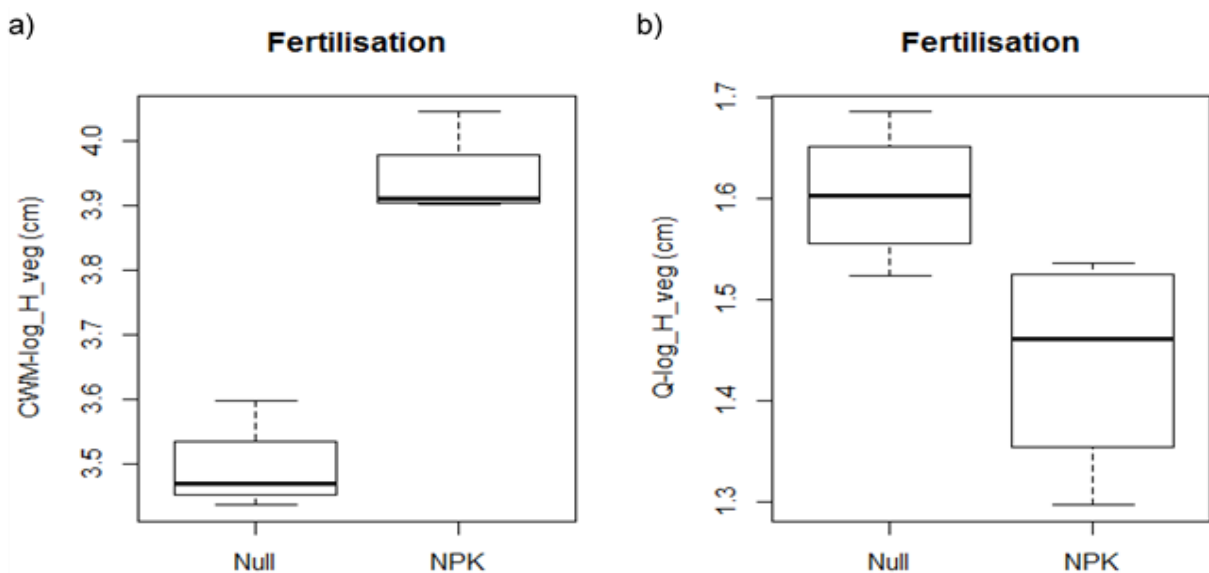 a)
Fertilisation
CWM-log_H_veg (cm)
4.0
3.9
3.8
3.7
3.6
3.5
Null
NPK
b)
Fertilisation
Q-log_H_veg (cm)
1.7
1.6
1.5
1.4
1.3
Null
NPK